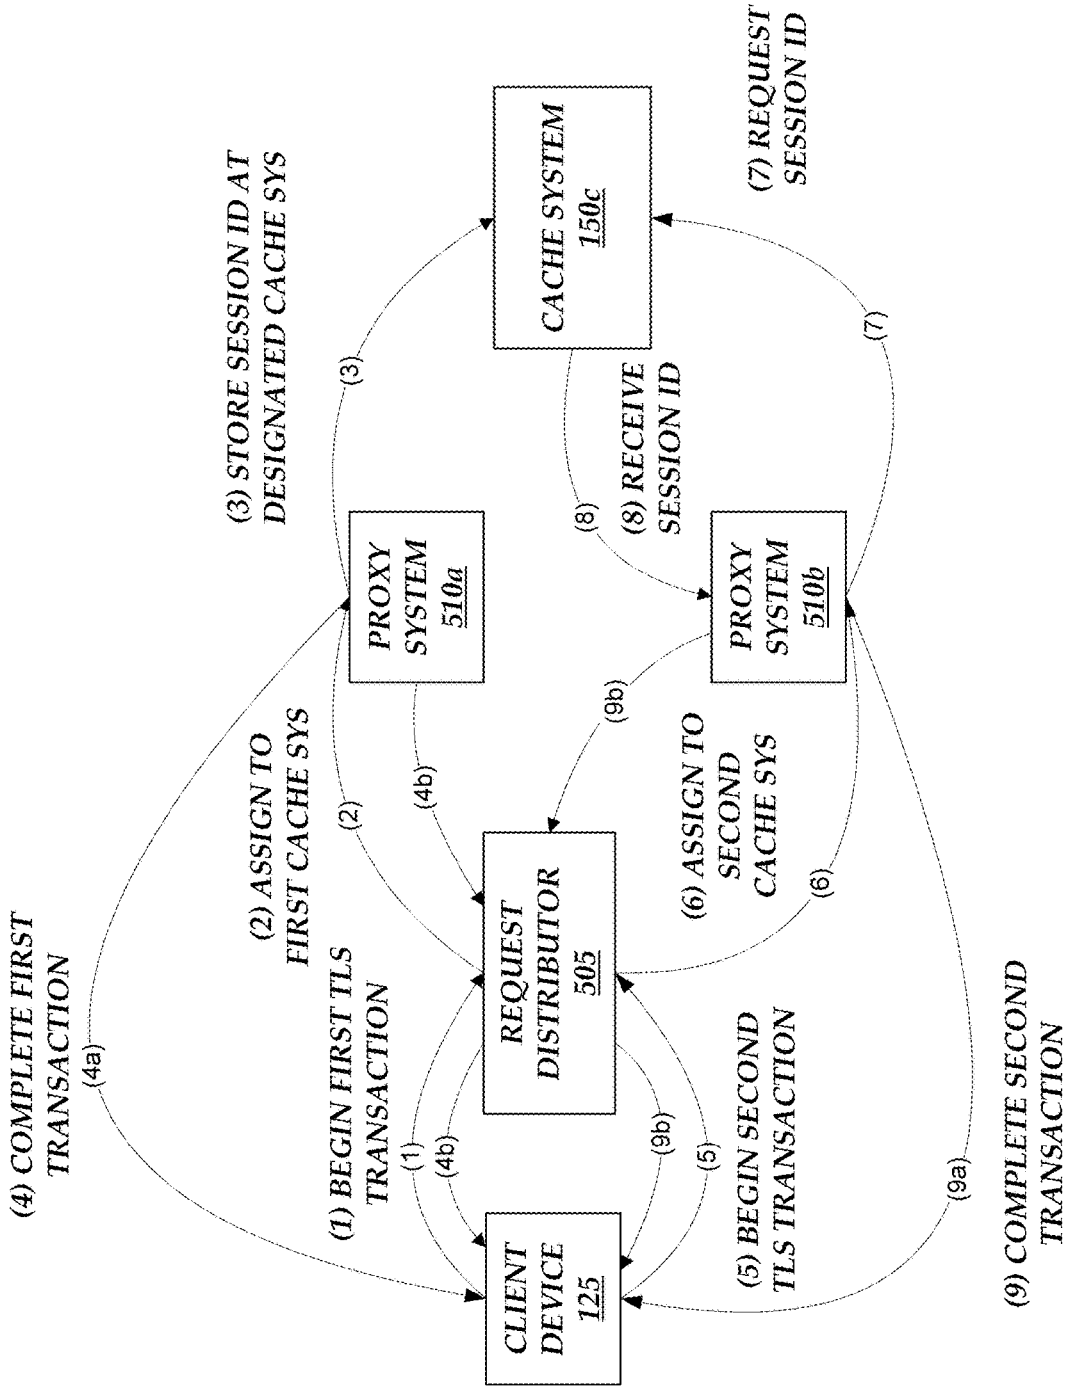 (4) COMPLETE FIRST
TRANSACTION
(4a)
(3) STORE SESSION ID AT
DESIGNATED CACHE SYS
(2) ASSIGN TO
FIRST CACHE SYS
(1) BEGIN FIRST TLS
TRANSACTION
(2)
(3)
PROXY
SYSTEM
510a
(1)
(4b)
(4b)
CLIENT
DEVICE
125
REQUEST
DISTRIBUTOR
505
CACHE SYSTEM
150c
(8)
(8) RECEIVE
SESSION ID
(9b)
(9b)
(5)
(6) ASSIGN TO
SECOND
CACHE SYS
PROXY
SYSTEM
510b
(7) REQUEST
SESSION ID
(5) BEGIN SECOND
TLS TRANSACTION
(6)
(7)
(9a)
(9) COMPLETE SECOND
TRANSACTION